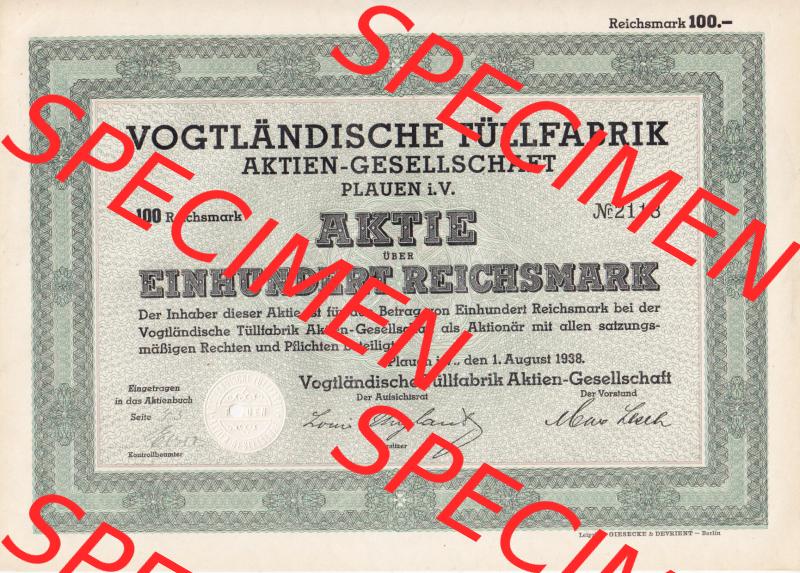 Reichsmark 100.–
VOGTLÄNDISCHE TÜLLFABRIK
AKTIEN-GESELLSCHAFT
PLAUEN i.V.
100 Reichsmark
AKTIE
№ 2118
ÜBER
EINHUNDERT REICHSMARK
Der Inhaber dieser Aktie ist für den Betrag von Einhundert Reichsmark bei der
Vogtländische Tüllfabrik Aktien-Gesellschaft als Aktionär mit allen satzungs-
mäßigen Rechten und Pflichten beteiligt.
Plauen i.V., den 1. August 1938.
Vogtländische Tüllfabrik Aktien-Gesellschaft
Der Aufsichtsrat
Der Vorstand
Eingetragen
in das Aktienbuch
Seite
Kontrollbeamter
GIESECKE & DEVRIENT – Berlin
SPECIMEN
SPECIMEN
SPECIMEN
SPECIMEN